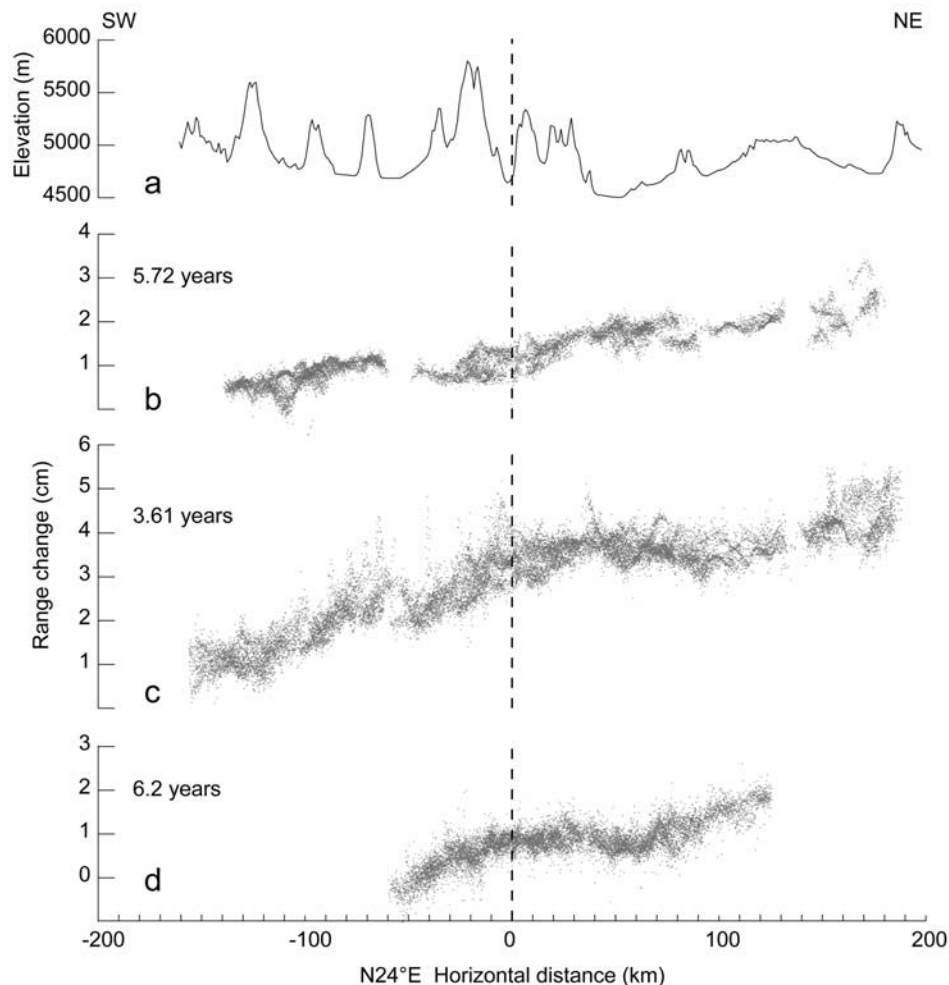 SW
NE
6000
5500
5000
4500
Elevation (m)
a
4
3
2
1
5.72 years
b
6
5
4
3
2
1
Range change (cm)
3.61 years
c
3
2
1
0
6.2 years
d
-200
-100
0
100
200
N24°E Horizontal distance (km)